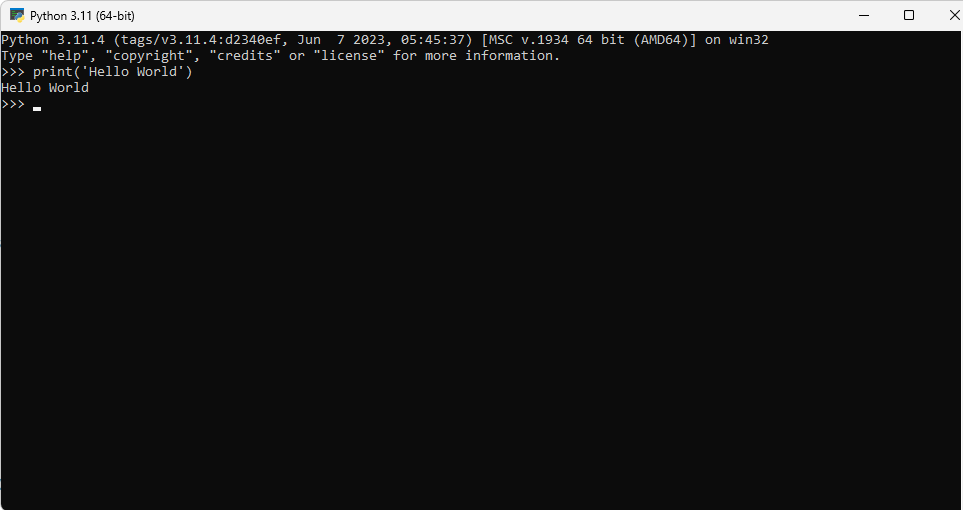 Python 3.11 (64-bit)
Python 3.11.4 (tags/v3.11.4:d2340ef, Jun  7 2023, 05:45:37) [MSC v.1934 64 bit (AMD64)] on win32
Type "help", "copyright", "credits" or "license" for more information.
>>> print('Hello World')
Hello World
>>>